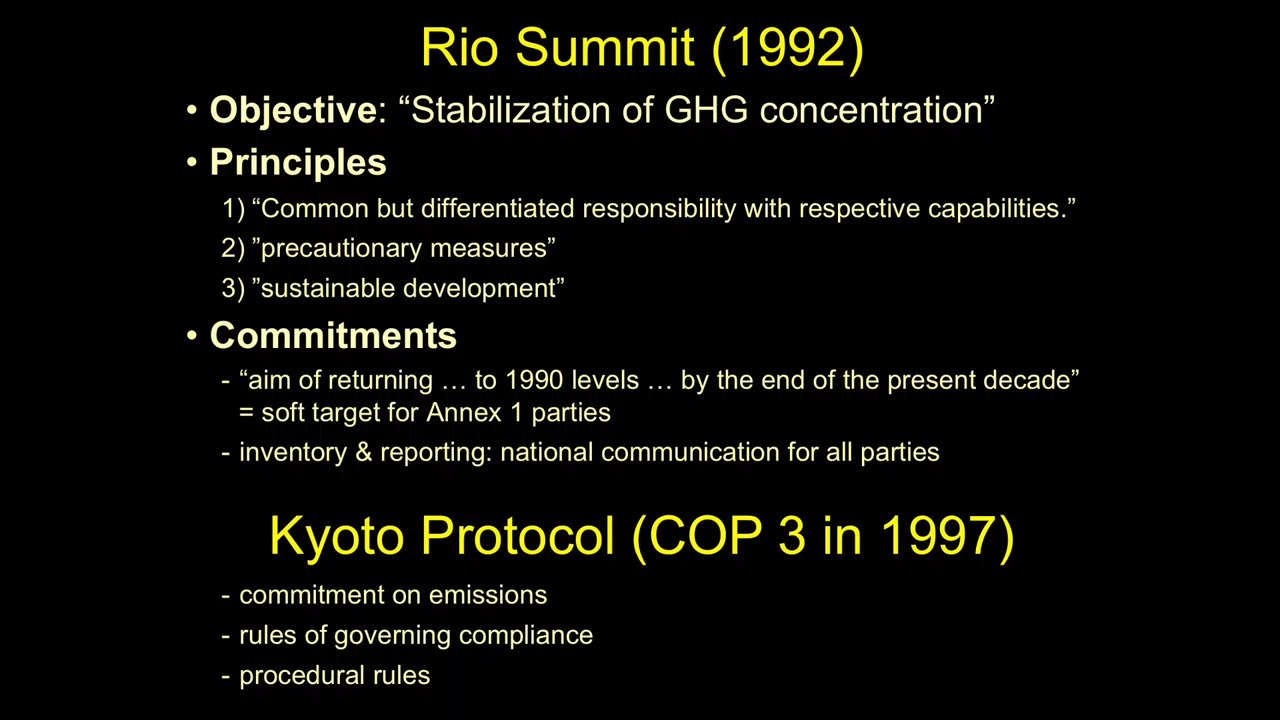 Rio Summit (1992)
• Objective: “Stabilization of GHG concentration”
• Principles
1) “Common but differentiated responsibility with respective capabilities.”
2) ”precautionary measures”
3) ”sustainable development”
• Commitments
- “aim of returning … to 1990 levels … by the end of the present decade”
= soft target for Annex 1 parties
- inventory & reporting: national communication for all parties
Kyoto Protocol (COP 3 in 1997)
- commitment on emissions
- rules of governing compliance
- procedural rules